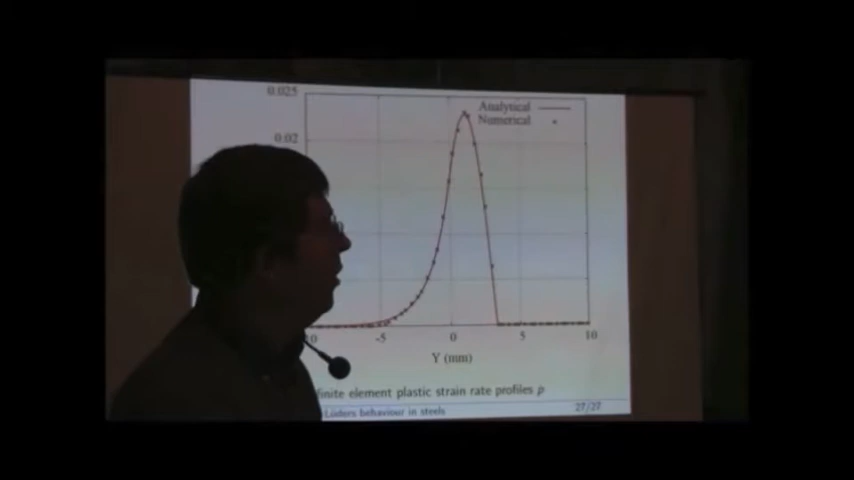 0.025
Analytical
Numerical
0.02
-5
0
5
10
Y (mm)
element plastic strain rate profiles p
Lüders behaviour in steels
27/27